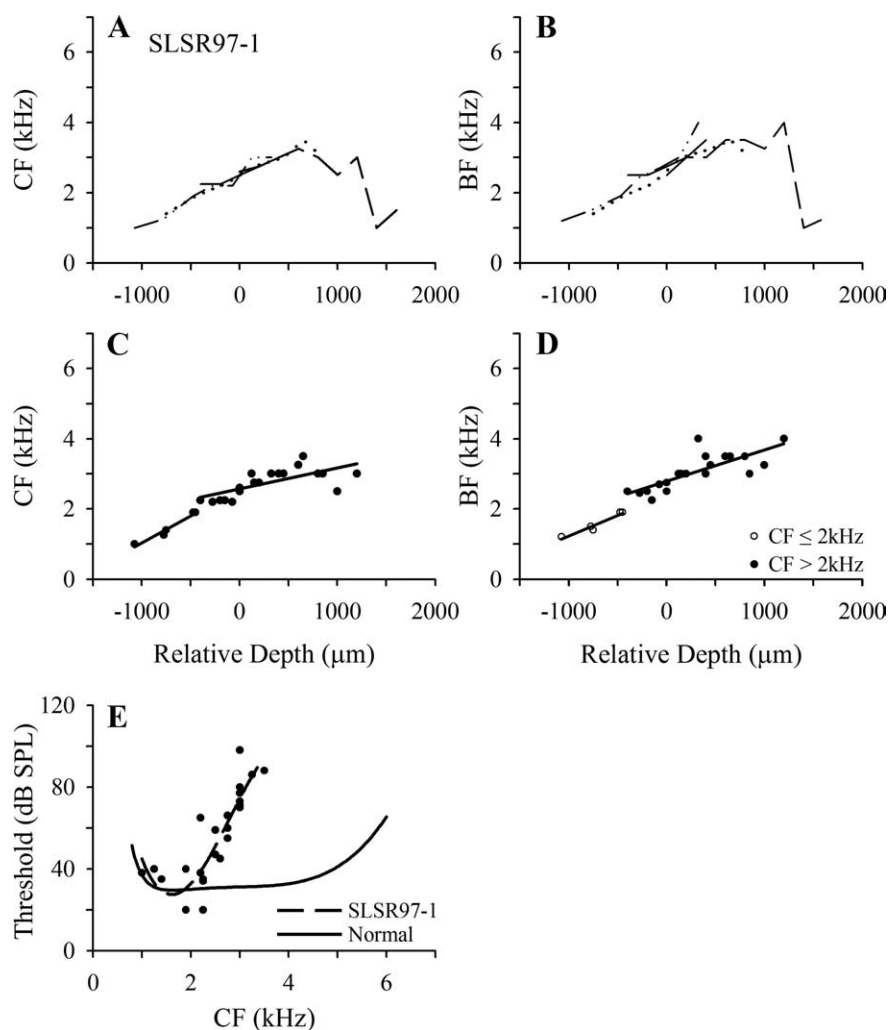 A SLSR97-1
B
CF (kHz)
6
4
2
0
-1000 0 1000 2000
BF (kHz)
6
4
2
0
-1000 0 1000 2000
C
CF (kHz)
6
4
2
0
-1000 0 1000 2000
Relative Depth (μm)
D
BF (kHz)
6
4
2
0
CF ≤ 2kHz
CF > 2kHz
-1000 0 1000 2000
Relative Depth (μm)
E
Threshold (dB SPL)
120
80
40
0
SLSR97-1
Normal
0 2 4 6
CF (kHz)